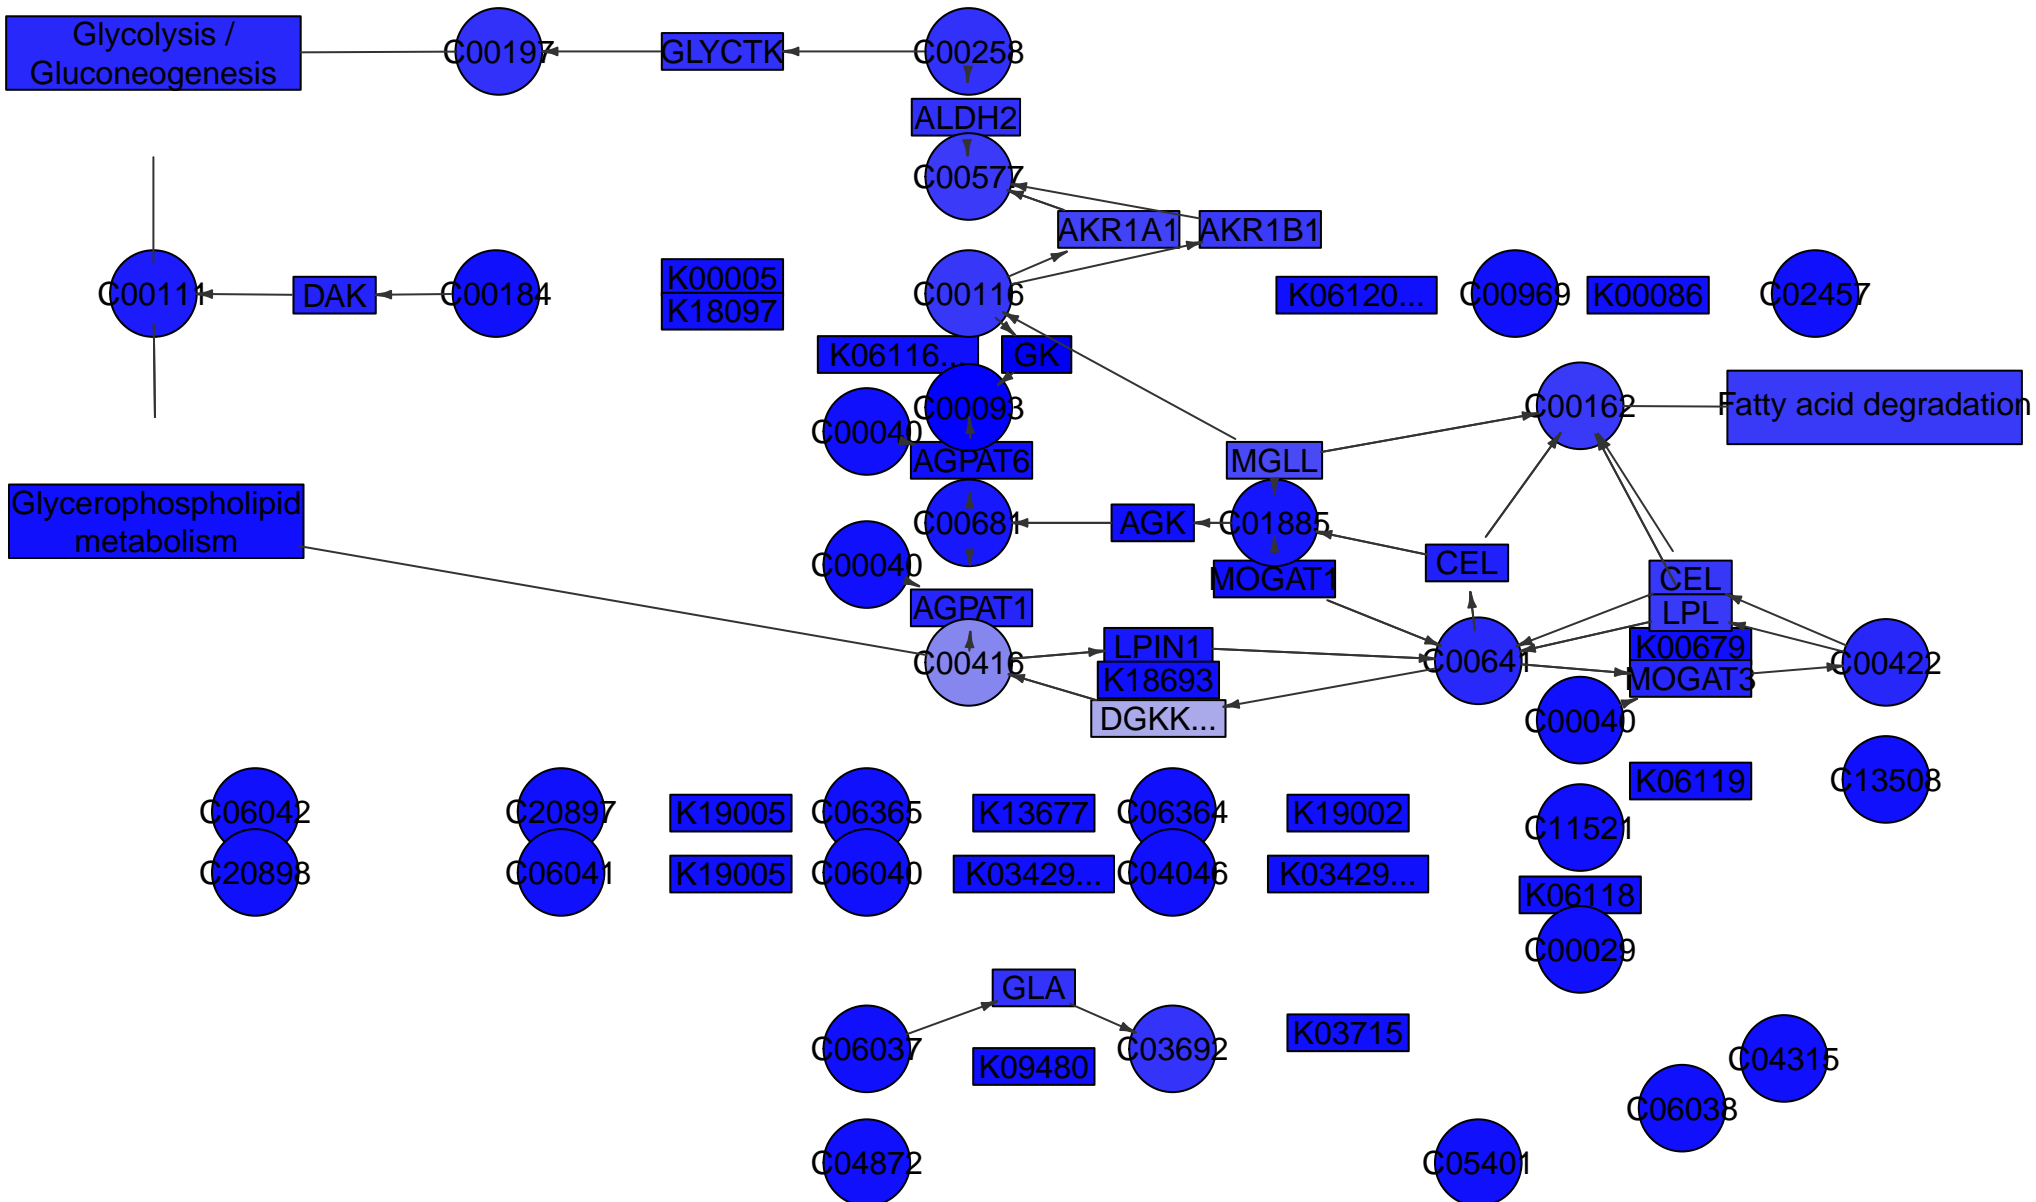 Glycolysis /
Gluconeogenesis
C00197
GLYCTK
C00258
ALDH2
C00577
AKR1A1
AKR1B1
C00111
DAK
C00184
K00005
K18097
C00116
K06120...
C00969
K00086
C02457
K06116...
GK
C00093
C00040
AGPAT6
MGLL
C00162
Fatty acid degradation
Glycerophospholipid
metabolism
C00681
AGK
C01885
C00040
MOGAT1
CEL
CEL
LPL
AGPAT1
C00416
LPIN1
K18693
DGKK...
C00641
K00679
MOGAT3
C00422
C00040
C06042
C20897
K19005
C06365
K13677
C06364
K19002
C11521
K06119
C13508
C20898
C06041
K19005
C06040
K03429...
C04046
K03429...
K06118
C00029
GLA
C06037
K09480
C03692
K03715
C04315
C06038
C04872
C05401